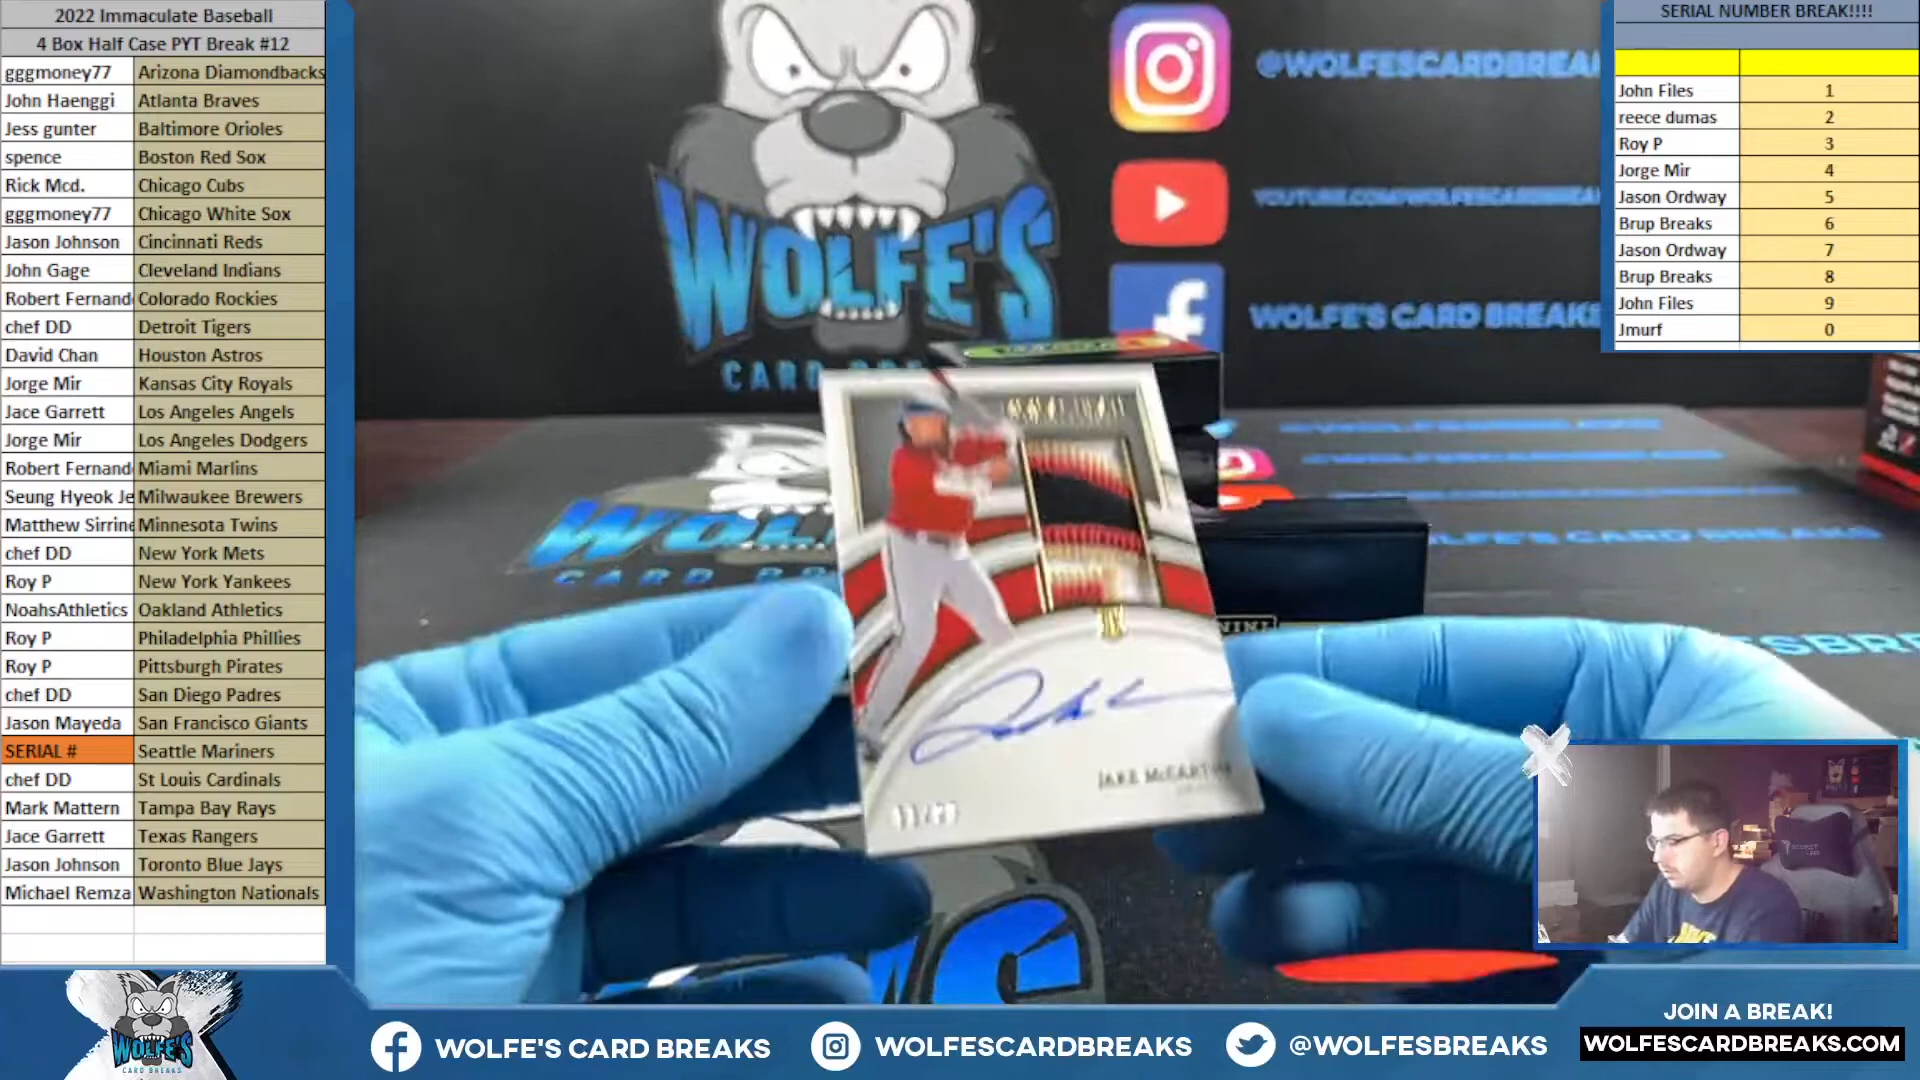 2022 Immaculate Baseball
4 Box Half Case PYT Break #12
gggmoney77 Arizona Diamondbacks
John Haenggi Atlanta Braves
Jess gunter Baltimore Orioles
spence Boston Red Sox
Rick Mcd. Chicago Cubs
gggmoney77 Chicago White Sox
Jason Johnson Cincinnati Reds
John Gage Cleveland Indians
Robert Fernand Colorado Rockies
chef DD Detroit Tigers
David Chan Houston Astros
Jorge Mir Kansas City Royals
Jace Garrett Los Angeles Angels
Jorge Mir Los Angeles Dodgers
Robert Fernand Miami Marlins
Seung Hyeok Je Milwaukee Brewers
Matthew Sirrine Minnesota Twins
chef DD New York Mets
Roy P New York Yankees
NoahsAthletics Oakland Athletics
Roy P Philadelphia Phillies
Roy P Pittsburgh Pirates
chef DD San Diego Padres
Jason Mayeda San Francisco Giants
SERIAL # Seattle Mariners
chef DD St Louis Cardinals
Mark Mattern Tampa Bay Rays
Jace Garrett Texas Rangers
Jason Johnson Toronto Blue Jays
Michael Remza Washington Nationals
SERIAL NUMBER BREAK!!!!
John Files 1
reece dumas 2
Roy P 3
Jorge Mir 4
Jason Ordway 5
Brup Breaks 6
Jason Ordway 7
Brup Breaks 8
John Files 9
Jmurf 0
@WOLFESCARDBREA
YOUTUBE.COM/WOLFESCARDBREA
WOLFE'S CARD BREAKS
WOLFE'S
CARD
JAKE McCARTHY
WOLFE'S
CARD BREAKS
WOLFE'S CARD BREAKS
WOLFESCARDBREAKS
@WOLFESBREAKS
JOIN A BREAK!
WOLFESCARDBREAKS.COM